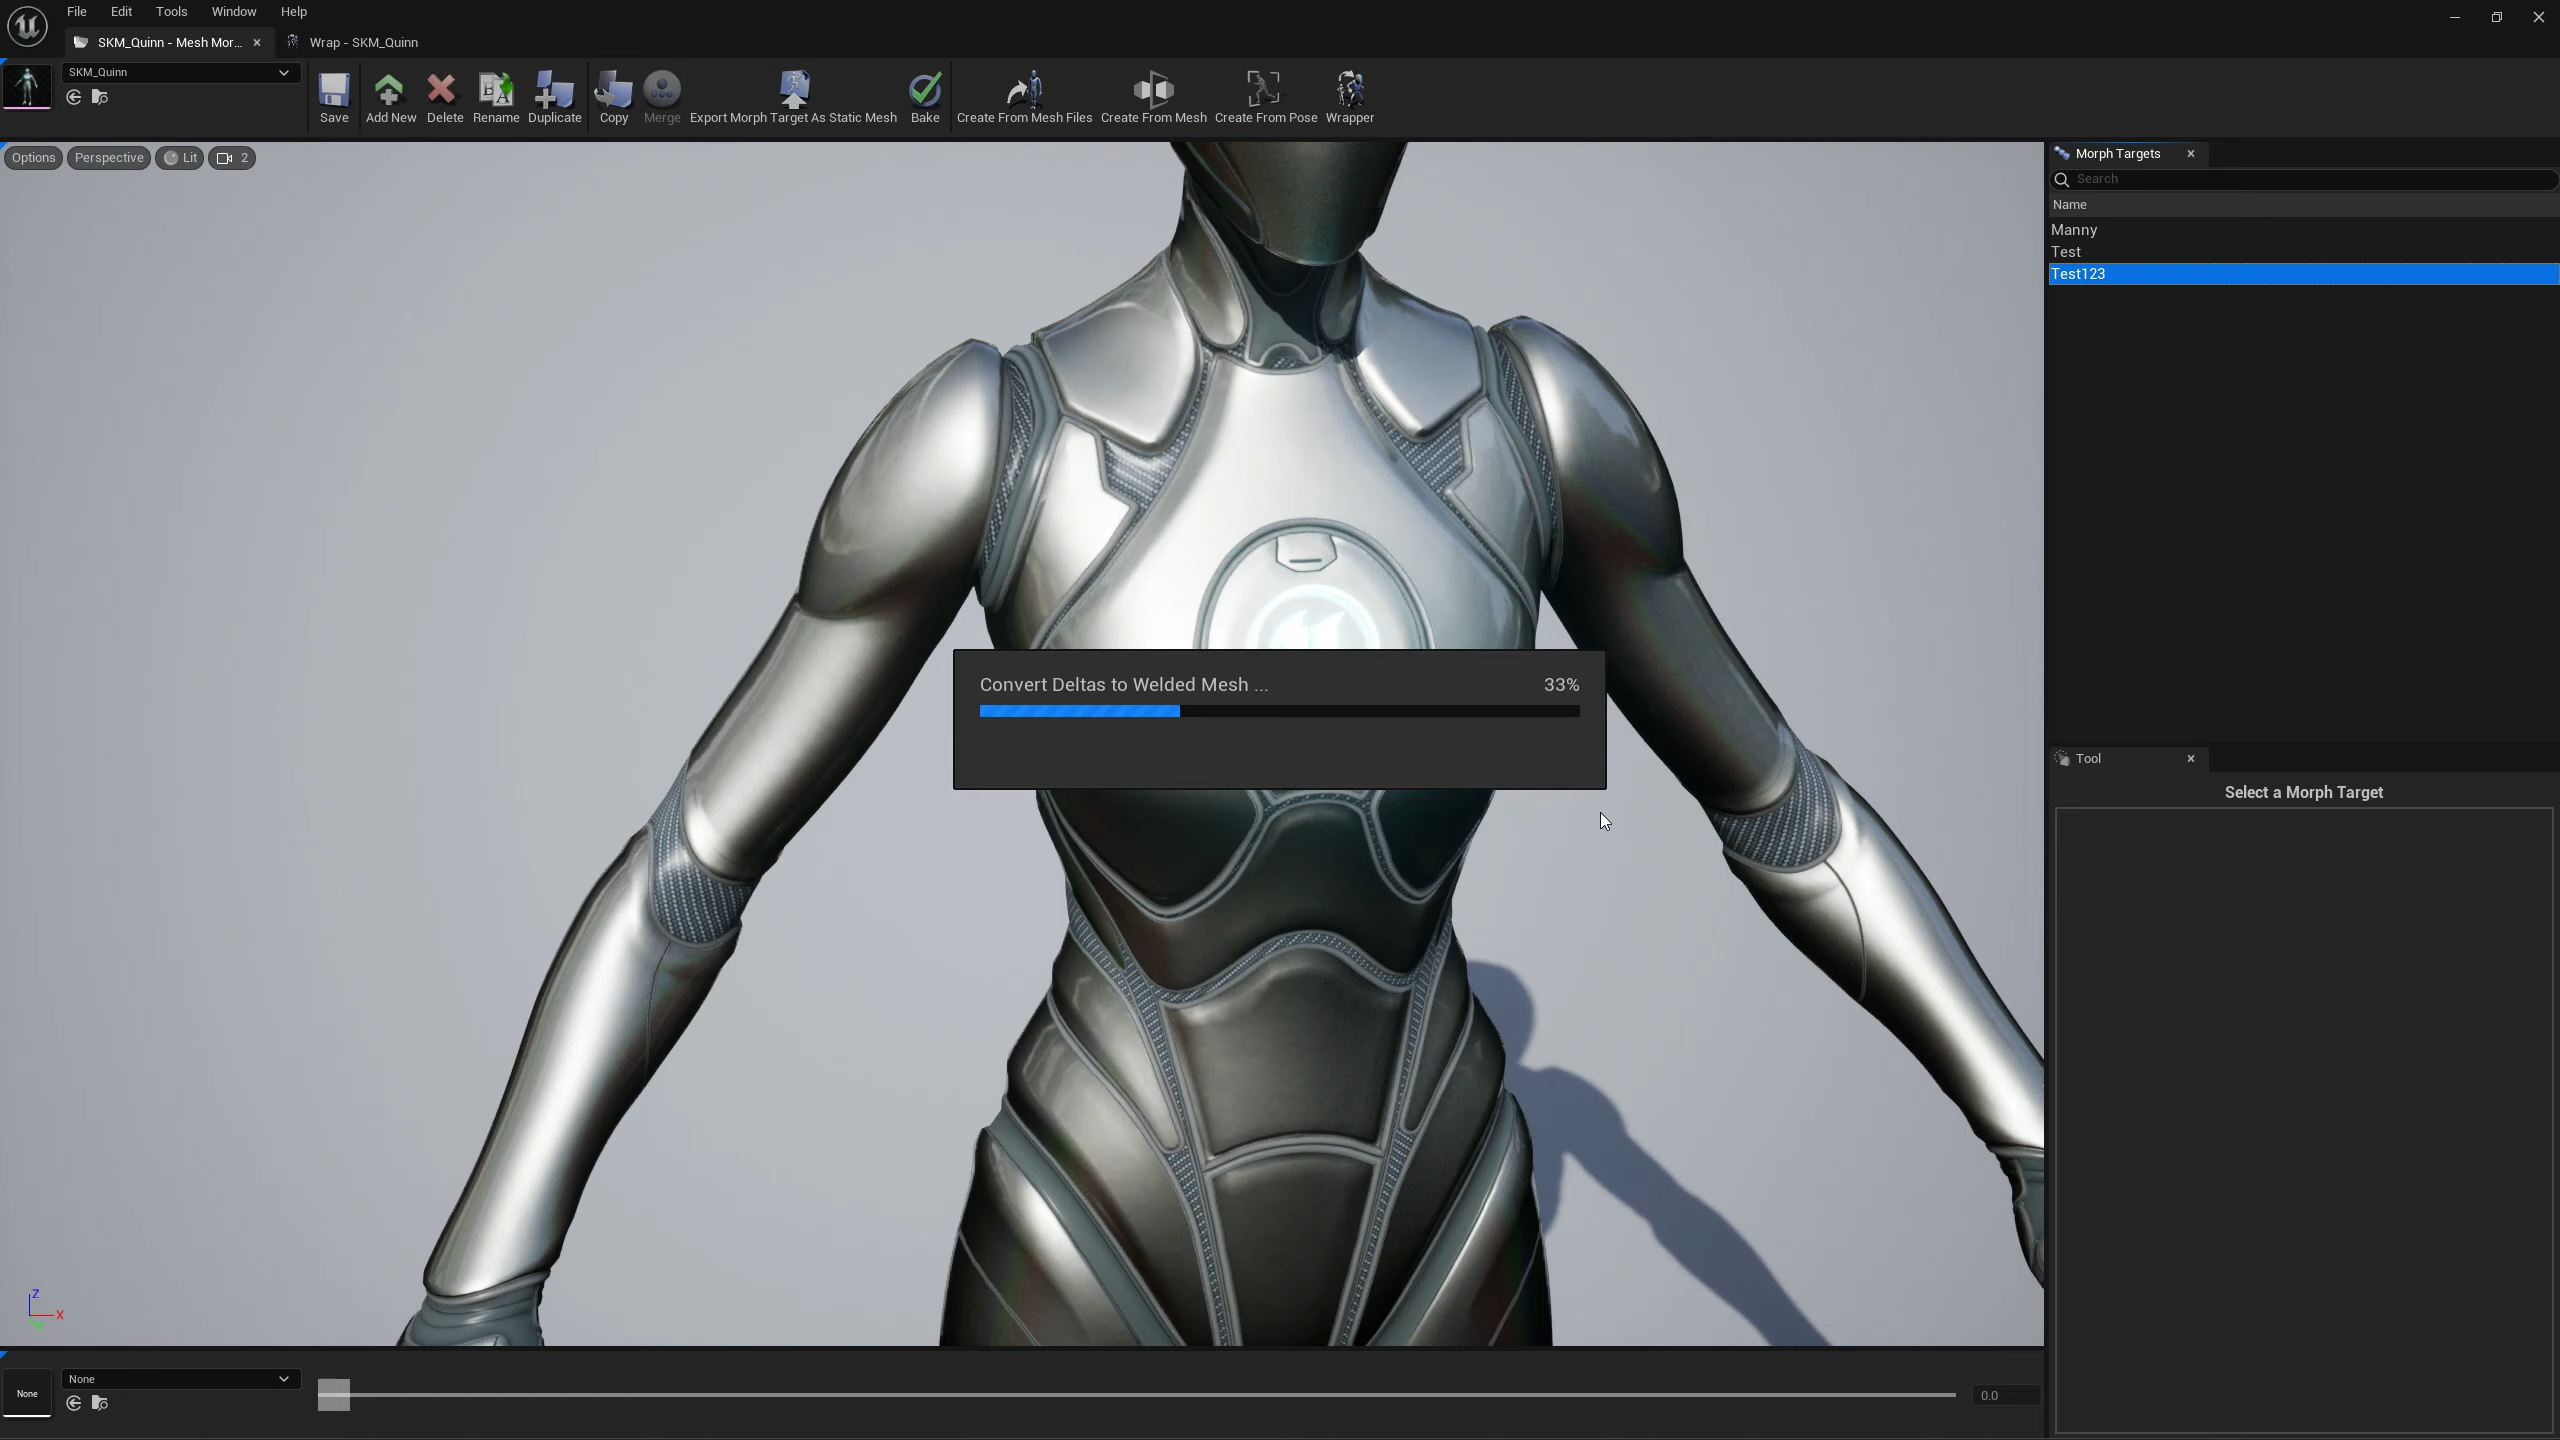 File Edit Tools Window Help
SKM_Quinn - Mesh Mor... Wrap - SKM_Quinn
SKM_Quinn
Save Add New Delete Rename Duplicate Copy Merge Export Morph Target As Static Mesh Bake Create From Mesh Files Create From Mesh Create From Pose Wrapper
Options Perspective Lit 2
Morph Targets
Search
Name
Manny
Test
Test123
Convert Deltas to Welded Mesh ... 33%
Tool
Select a Morph Target
Z
X
None
None
0.0